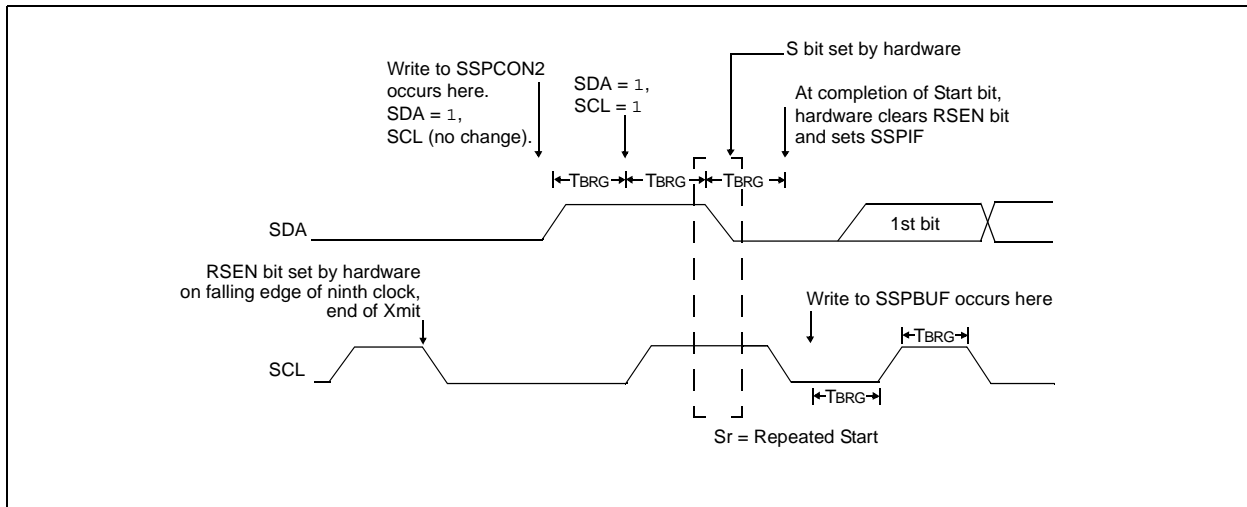 S bit set by hardware
Write to SSPCON2
occurs here.
SDA = 1,
SCL (no change).
SDA = 1,
SCL = 1
At completion of Start bit,
hardware clears RSEN bit
and sets SSPIF
TBRG
TBRG
TBRG
SDA
1st bit
RSEN bit set by hardware
on falling edge of ninth clock,
end of Xmit
Write to SSPBUF occurs here
TBRG
SCL
TBRG
Sr = Repeated Start